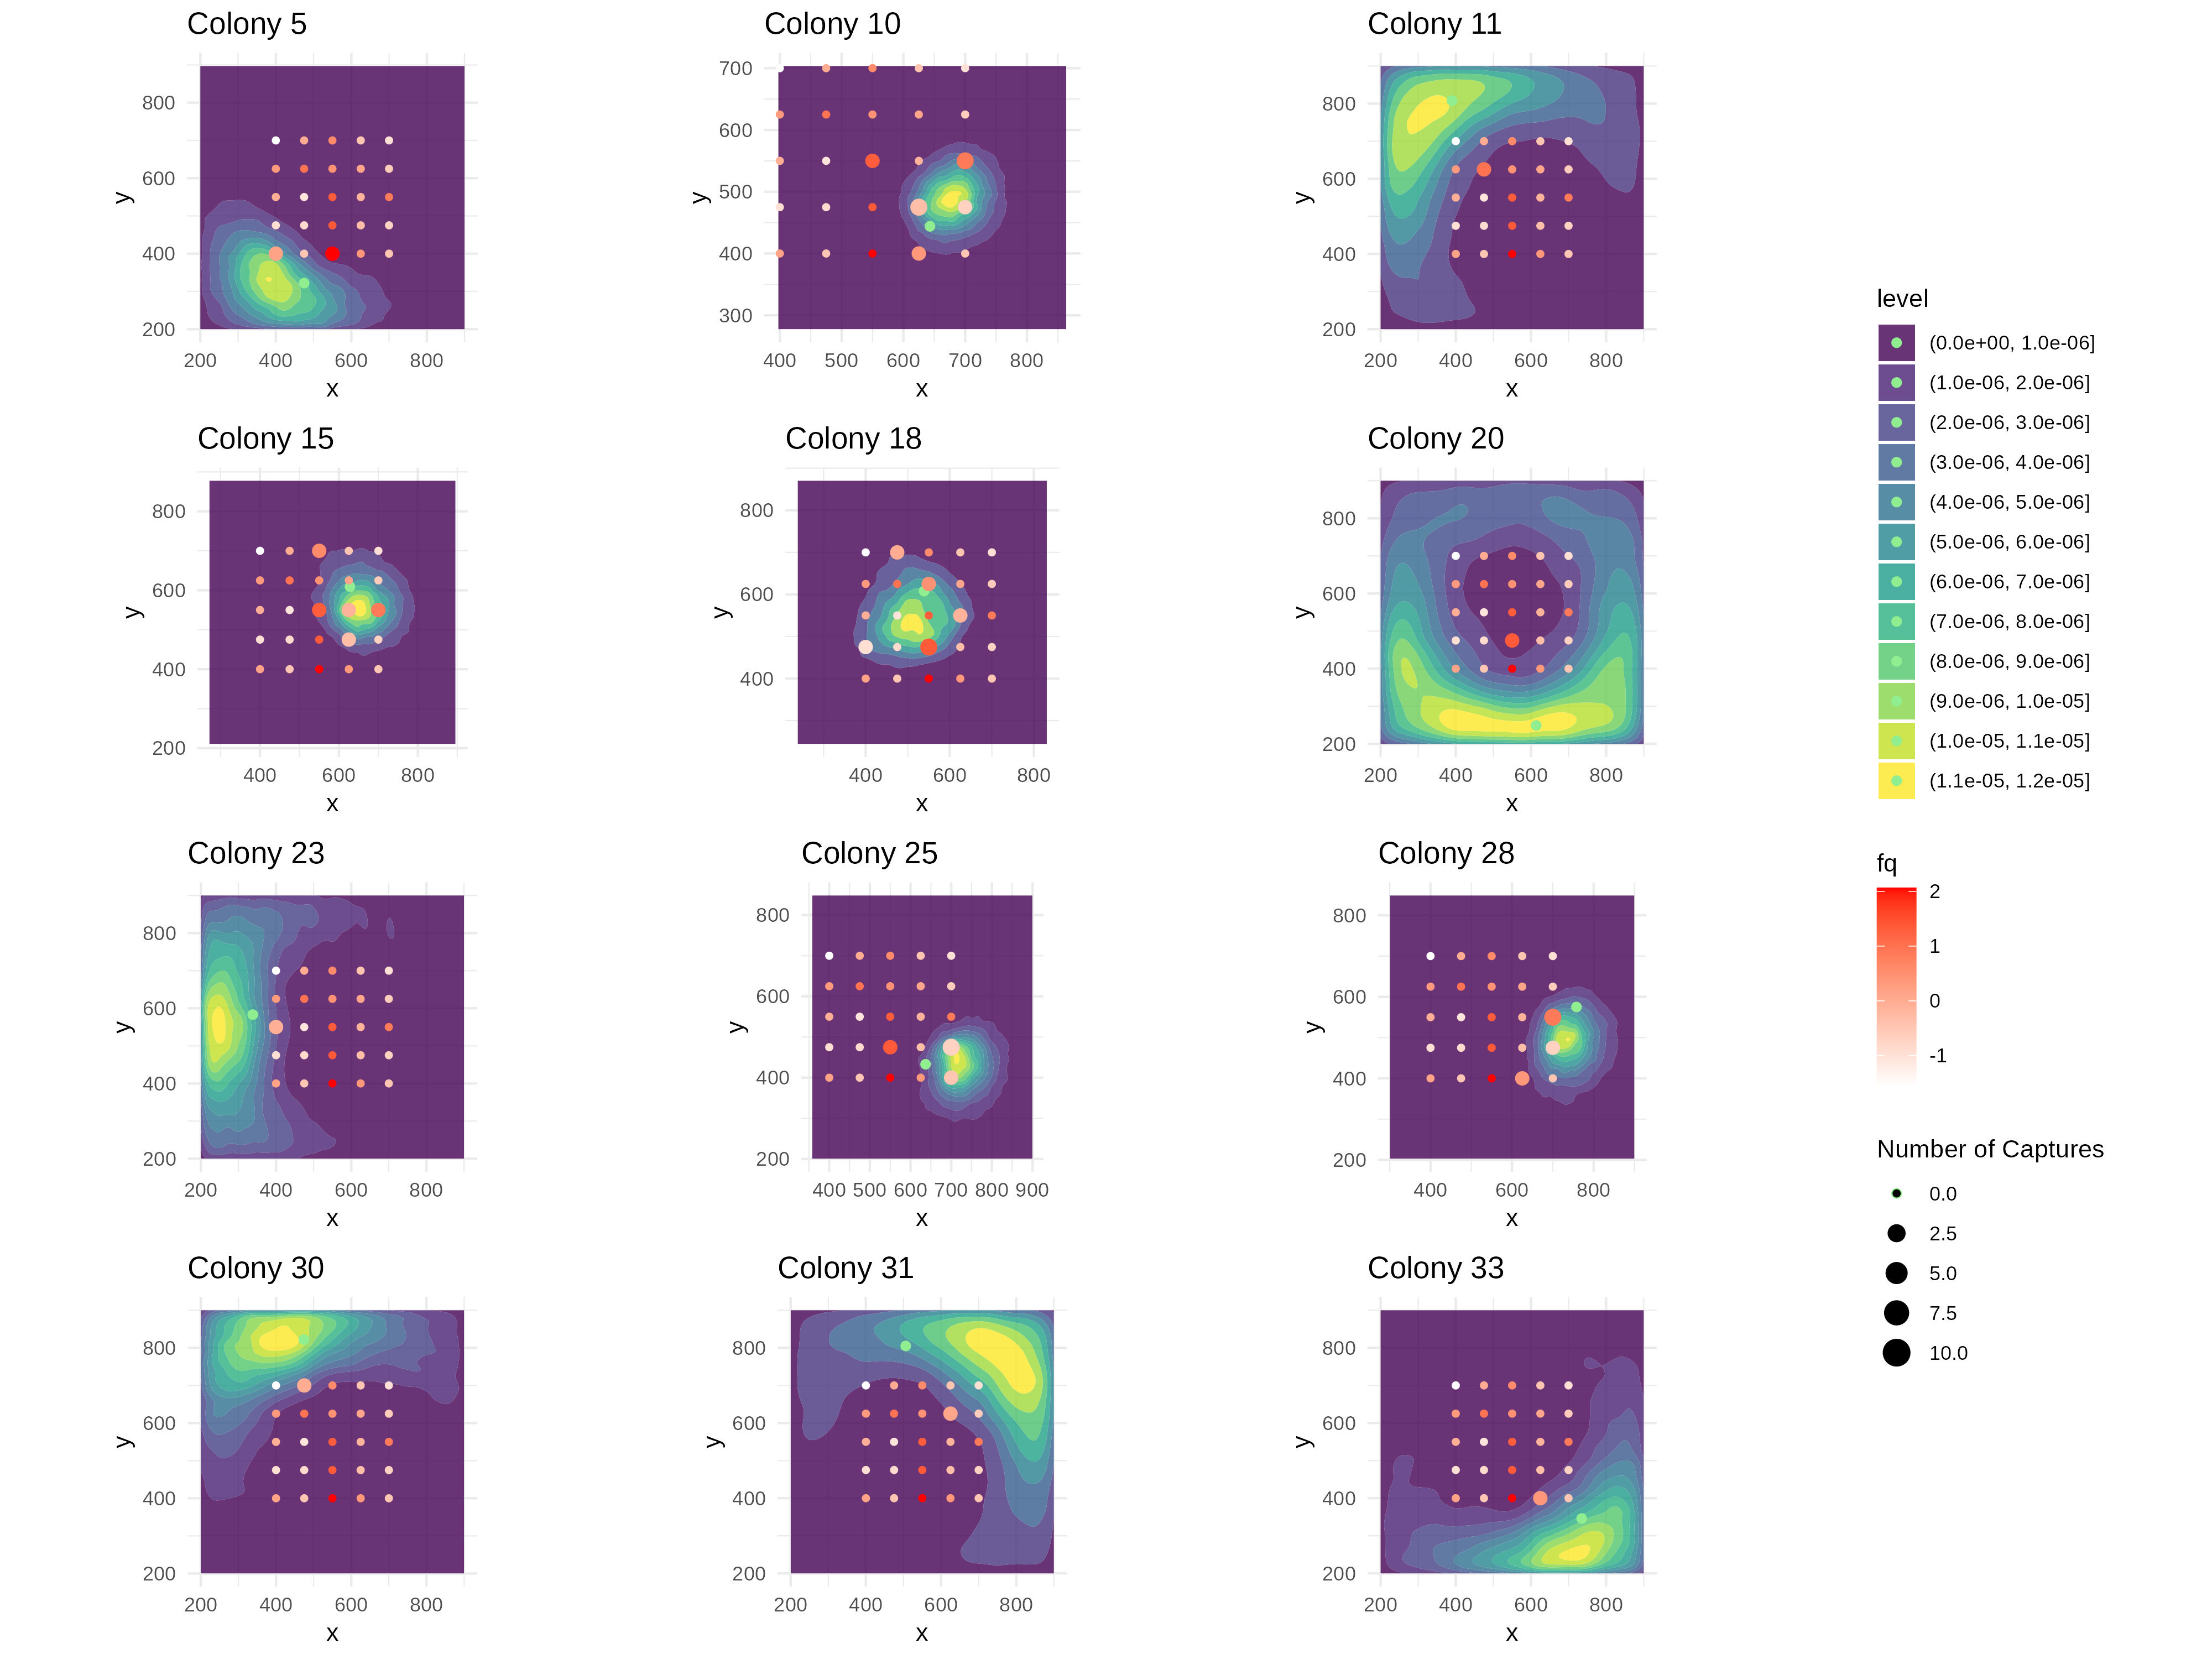 Colony 5
Colony 10
Colony 11
y
800
600
400
200
200 400 600 800
x
y
700
600
500
400
300
400 500 600 700 800
x
y
800
600
400
200
200 400 600 800
x
Colony 15
Colony 18
Colony 20
y
800
600
400
200
400 600 800
x
y
800
600
400
400 600 800
x
y
800
600
400
200
200 400 600 800
x
Colony 23
Colony 25
Colony 28
y
800
600
400
200
200 400 600 800
x
y
800
600
400
200
400 500 600 700 800 900
x
y
800
600
400
200
400 600 800
x
Colony 30
Colony 31
Colony 33
y
800
600
400
200
200 400 600 800
x
y
800
600
400
200
200 400 600 800
x
y
800
600
400
200
200 400 600 800
x
level
(0.0e+00, 1.0e-06]
(1.0e-06, 2.0e-06]
(2.0e-06, 3.0e-06]
(3.0e-06, 4.0e-06]
(4.0e-06, 5.0e-06]
(5.0e-06, 6.0e-06]
(6.0e-06, 7.0e-06]
(7.0e-06, 8.0e-06]
(8.0e-06, 9.0e-06]
(9.0e-06, 1.0e-05]
(1.0e-05, 1.1e-05]
(1.1e-05, 1.2e-05]
fq
2
1
0
-1
Number of Captures
0.0
2.5
5.0
7.5
10.0